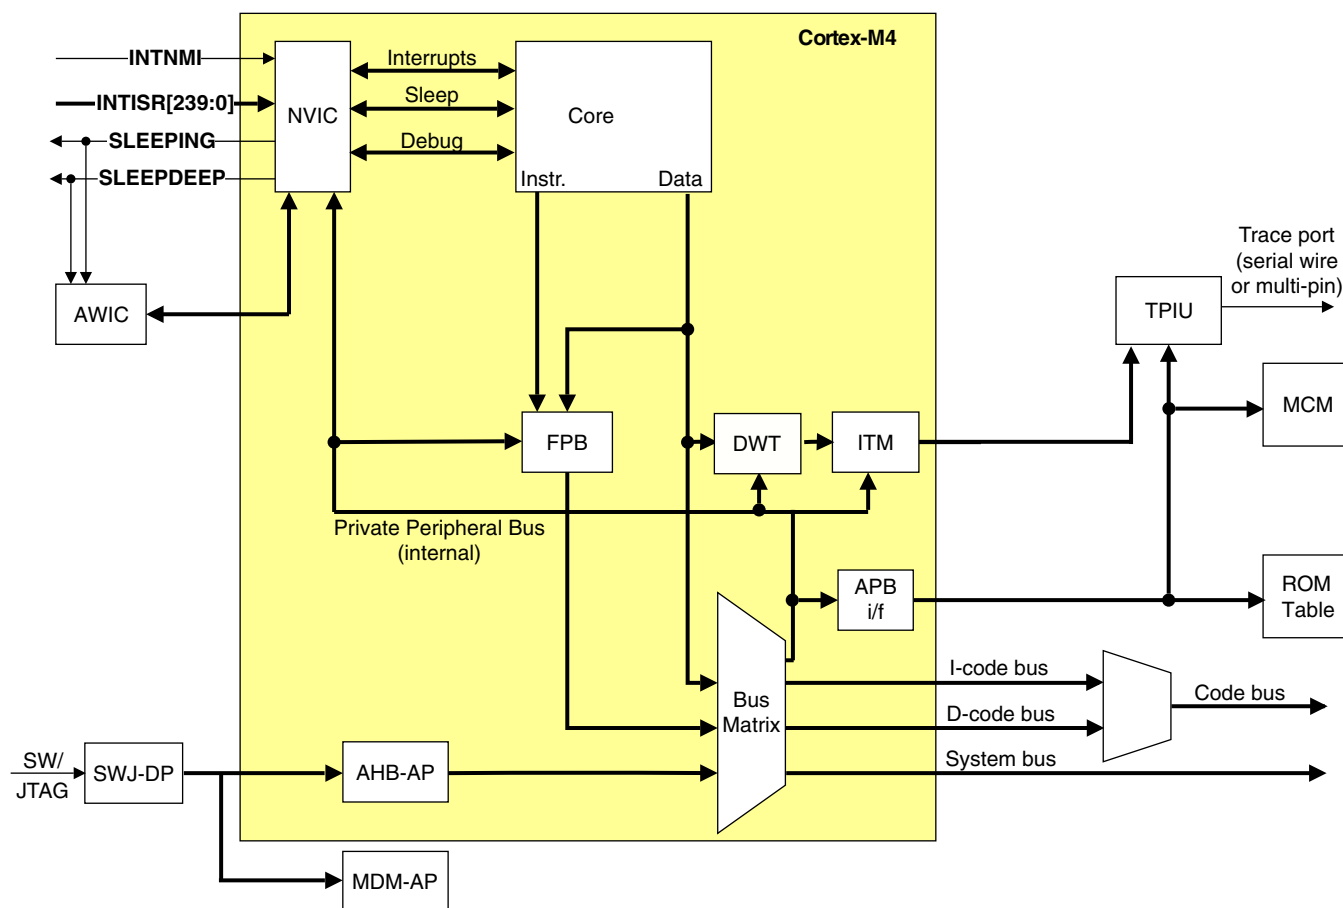 Cortex-M4
INTNMI
INTISR[239:0]
SLEEPING
SLEEPDEEP
NVIC
Interrupts
Sleep
Debug
Core
Instr.
Data
AWIC
Trace port
(serial wire
or multi-pin)
TPIU
MCM
FPB
DWT
ITM
Private Peripheral Bus
(internal)
APB
i/f
ROM
Table
Bus
Matrix
I-code bus
D-code bus
Code bus
System bus
SW/
JTAG
SWJ-DP
AHB-AP
MDM-AP